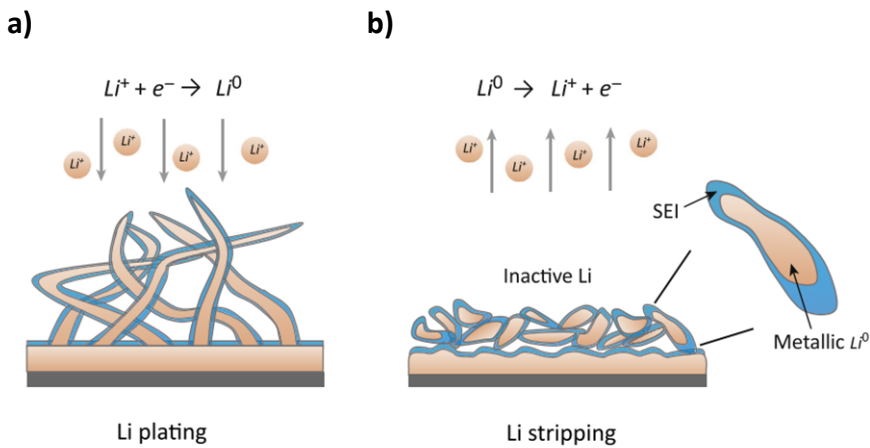 a)
Li⁺ + e⁻ → Li⁰
Li⁺
Li⁺
Li⁺
Li⁺
Li plating
b)
Li⁰ → Li⁺ + e⁻
Li⁺
Li⁺
Li⁺
Li⁺
SEI
Inactive Li
Metallic Li⁰
Li stripping